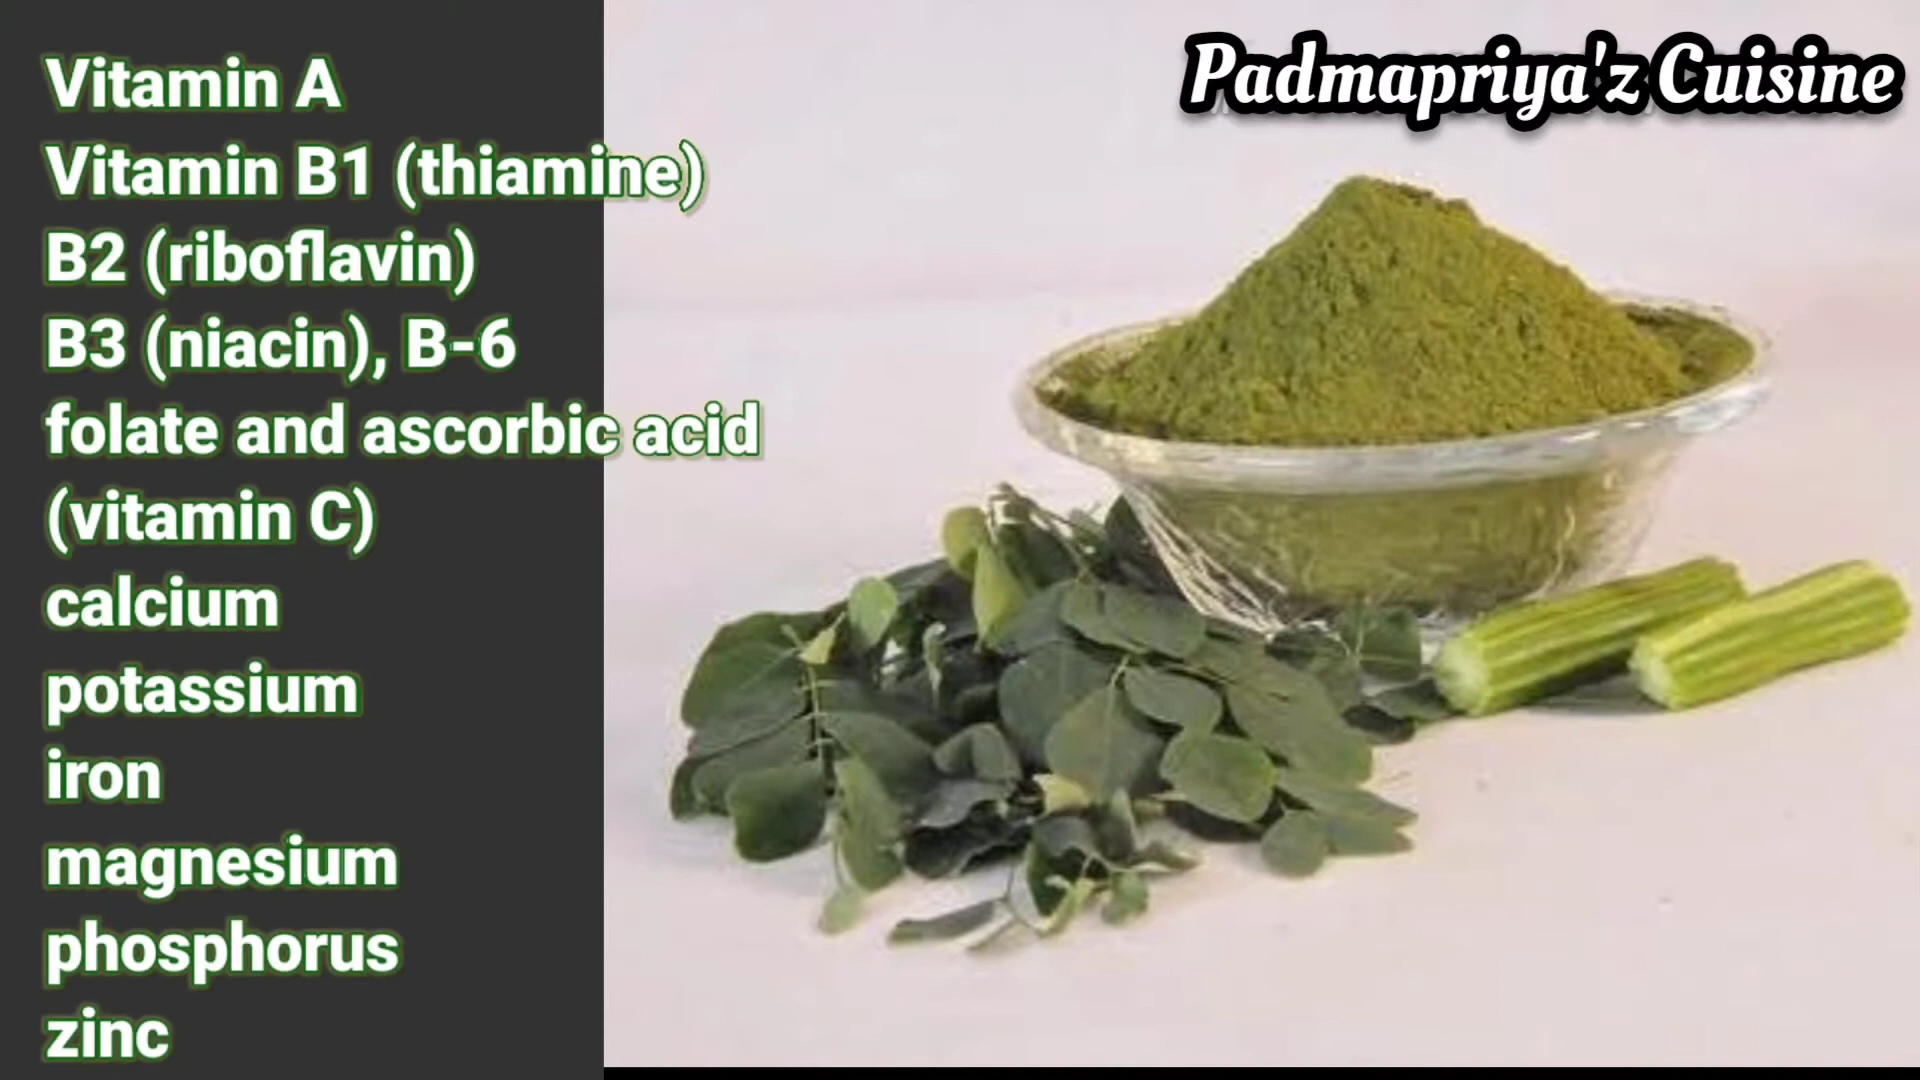 Padmapriya'z Cuisine
Vitamin A
Vitamin B1 (thiamine)
B2 (riboflavin)
B3 (niacin), B-6
folate and ascorbic acid
(vitamin C)
calcium
potassium
iron
magnesium
phosphorus
zinc